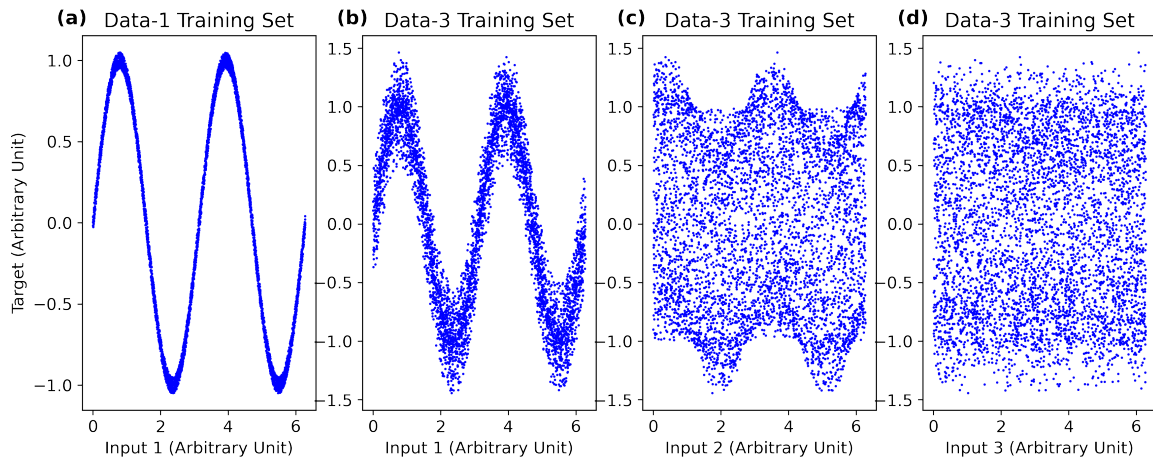 (a) Data-1 Training Set
(b) Data-3 Training Set
(c) Data-3 Training Set
(d) Data-3 Training Set
Target (Arbitrary Unit)
1.0
0.5
0.0
−0.5
−1.0
0 2 4 6
Input 1 (Arbitrary Unit)
1.5
1.0
0.5
0.0
−0.5
−1.0
−1.5
0 2 4 6
Input 1 (Arbitrary Unit)
1.5
1.0
0.5
0.0
−0.5
−1.0
−1.5
0 2 4 6
Input 2 (Arbitrary Unit)
1.5
1.0
0.5
0.0
−0.5
−1.0
−1.5
0 2 4 6
Input 3 (Arbitrary Unit)